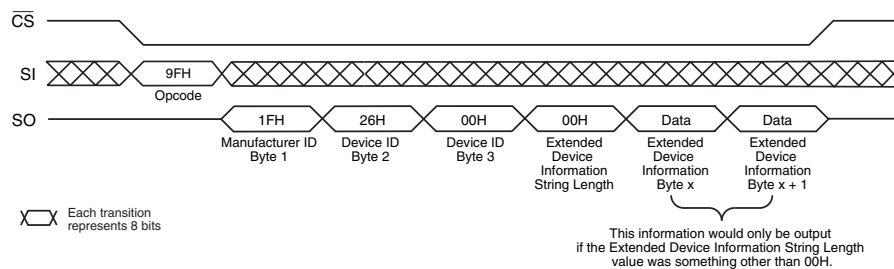 CS
SI
9FH
Opcode
SO
1FH
26H
00H
00H
Data
Data
Manufacturer ID
Byte 1
Device ID
Byte 2
Device ID
Byte 3
Extended
Device
Information
String Length
Extended
Device
Information
Byte x
Extended
Device
Information
Byte x + 1
Each transition
represents 8 bits
This information would only be output
if the Extended Device Information String Length
value was something other than 00H.